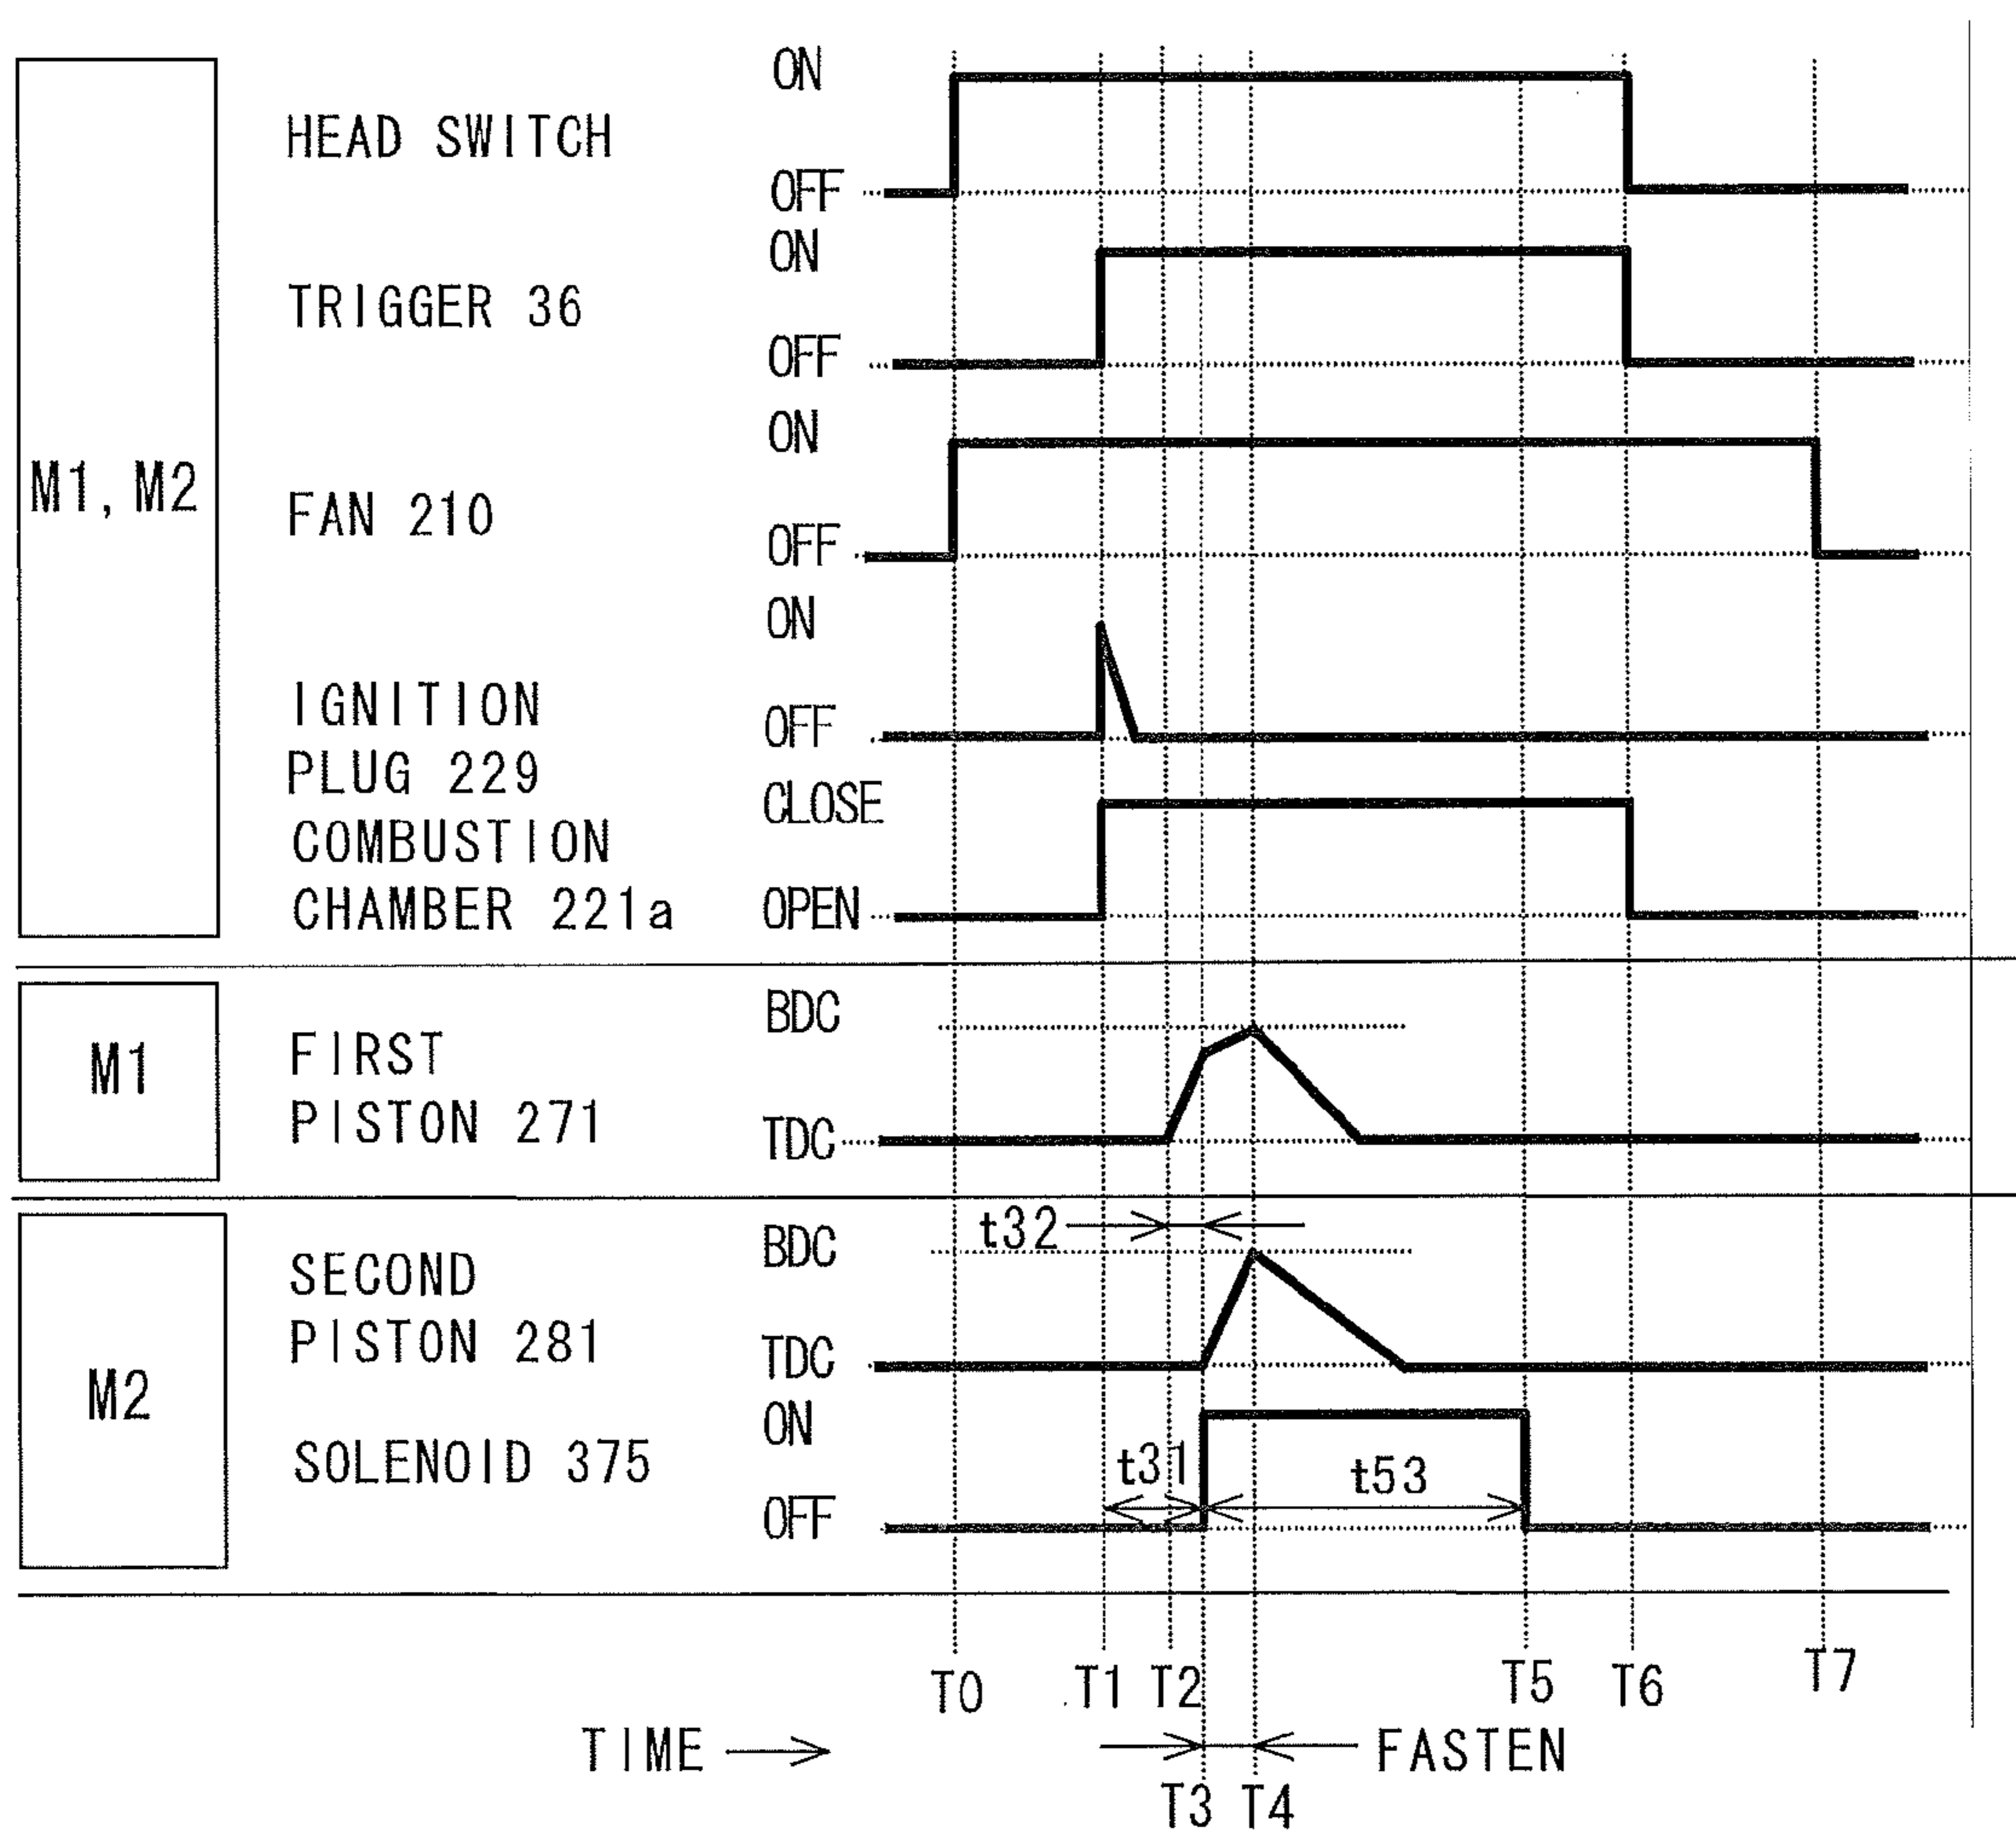 M1, M2
HEAD SWITCH
ON
OFF
TRIGGER 36
ON
OFF
FAN 210
ON
OFF
IGNITION
PLUG 229
ON
OFF
COMBUSTION
CHAMBER 221a
CLOSE
OPEN
M1
FIRST
PISTON 271
BDC
TDC
M2
SECOND
PISTON 281
BDC
TDC
t32
SOLENOID 375
ON
OFF
t31
t53
T0
T1
T2
T5
T6
T7
TIME
FASTEN
T3
T4